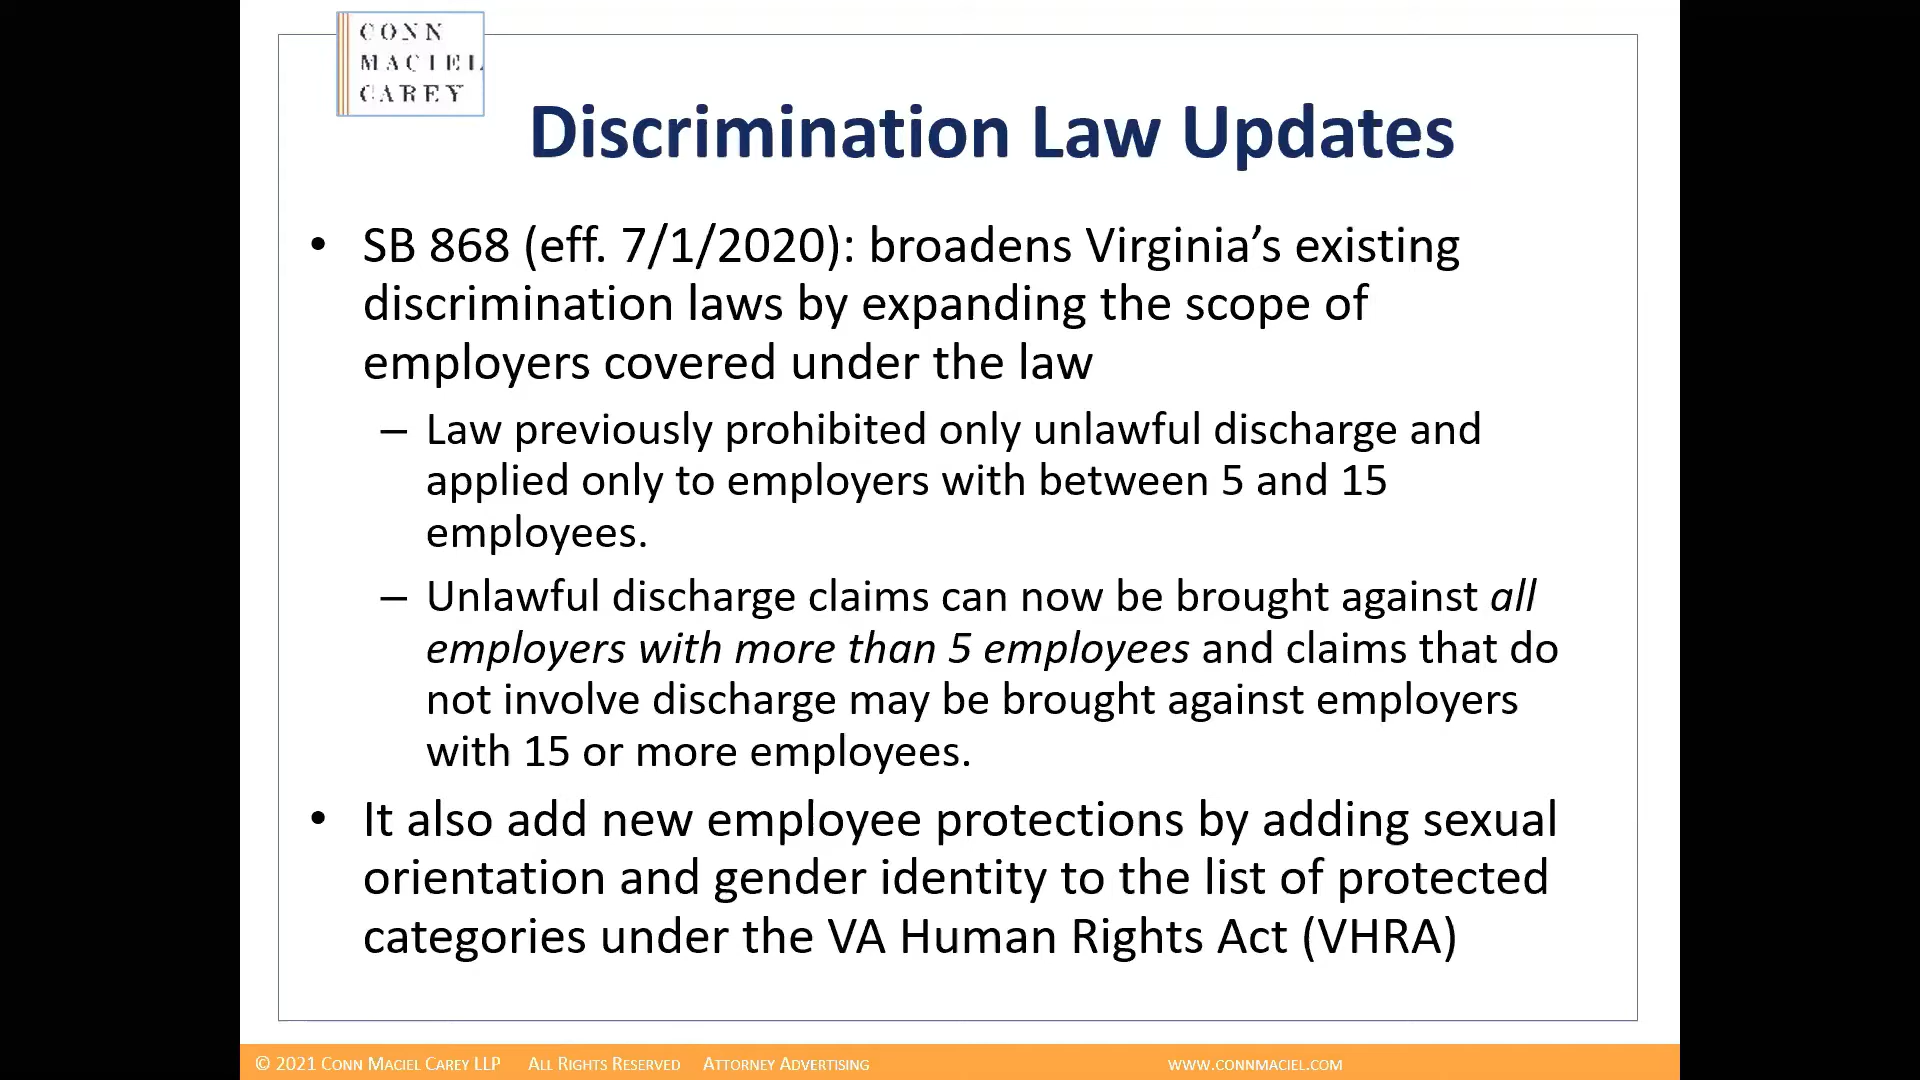 CONN
MACIEL
CAREY
Discrimination Law Updates
• SB 868 (eff. 7/1/2020): broadens Virginia’s existing
discrimination laws by expanding the scope of
employers covered under the law
– Law previously prohibited only unlawful discharge and
applied only to employers with between 5 and 15
employees.
– Unlawful discharge claims can now be brought against all
employers with more than 5 employees and claims that do
not involve discharge may be brought against employers
with 15 or more employees.
• It also add new employee protections by adding sexual
orientation and gender identity to the list of protected
categories under the VA Human Rights Act (VHRA)
© 2021 CONN MACIEL CAREY LLP ALL RIGHTS RESERVED ATTORNEY ADVERTISING WWW.CONNMACIEL.COM